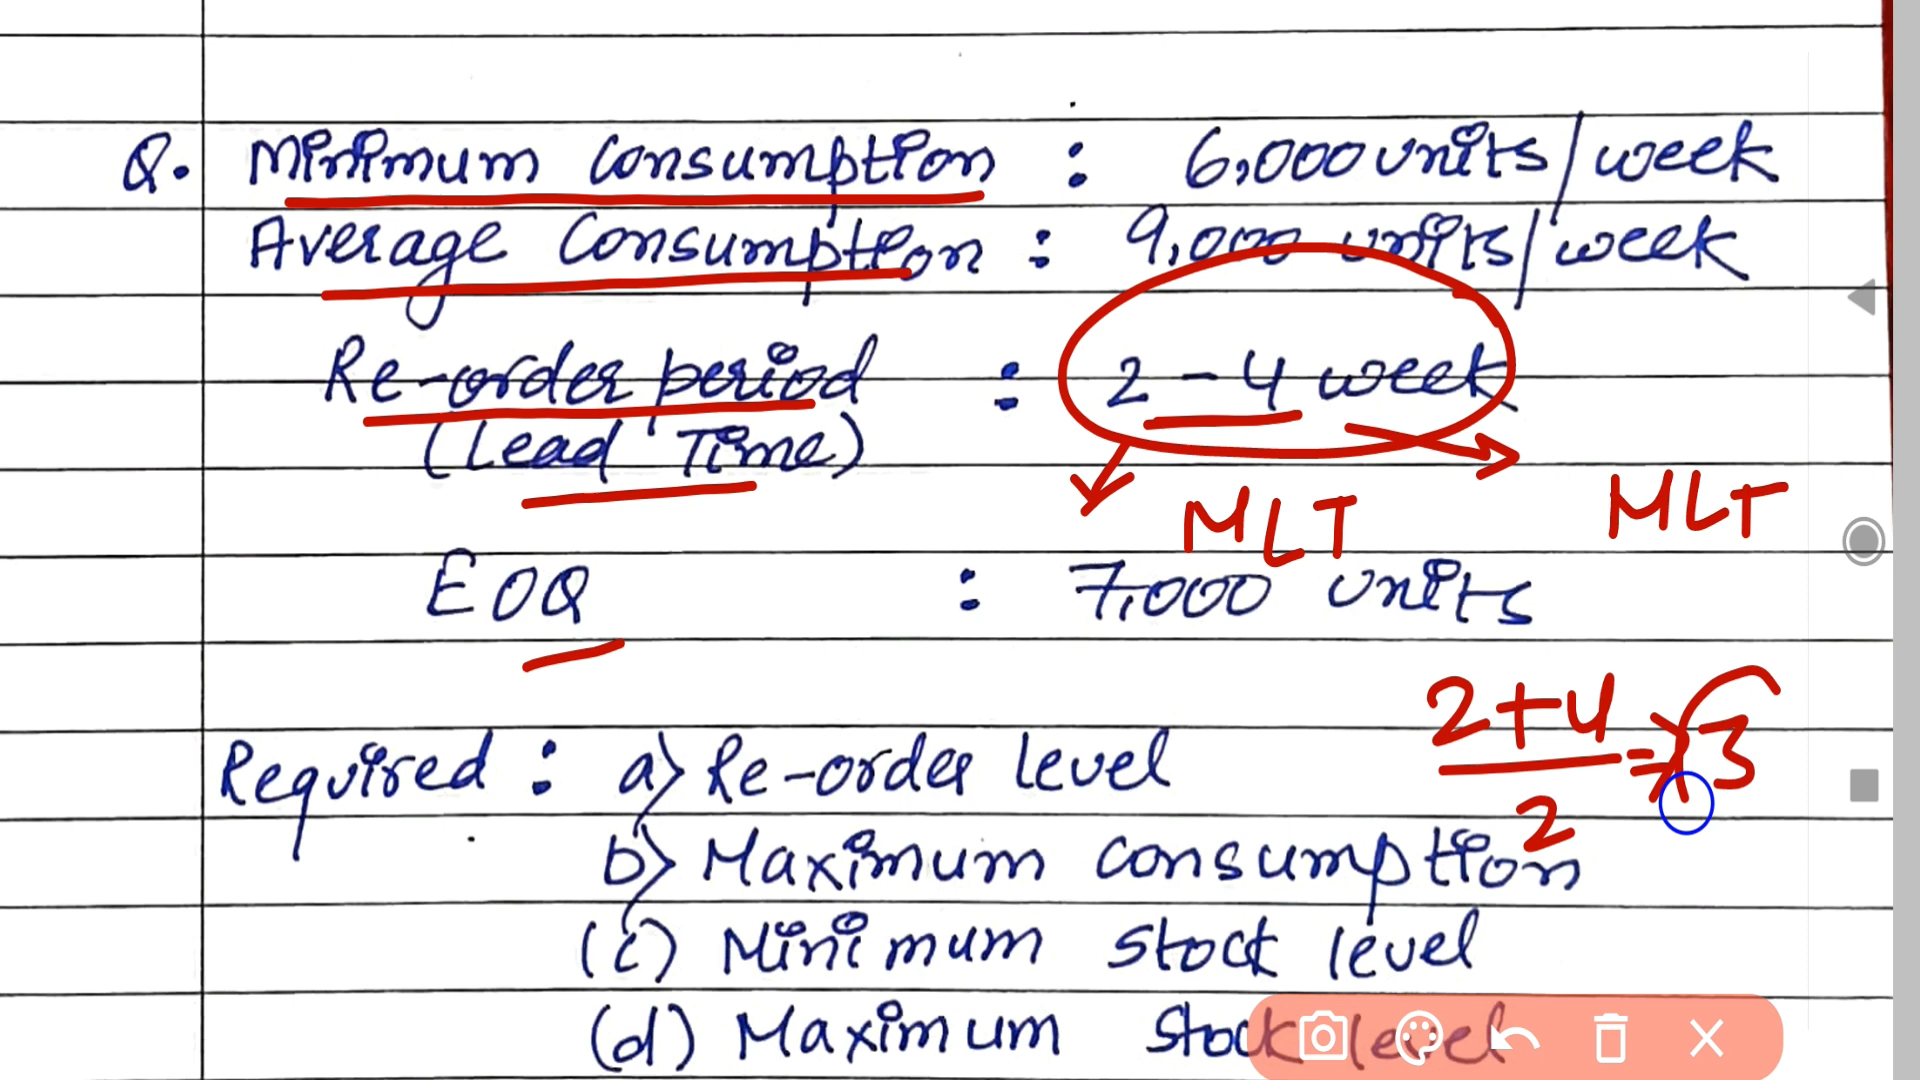 Q. Minimum consumption : 6,000 units/week
Average Consumption : 9,000 units/week
Re-order period : 2 - 4 week
(Lead Time)
MLT MLT
EOQ : 7,000 units
2+4
2
=> 3
Required : a) Re-order level
b) Maximum consumption
(c) Minimum stock level
(d) Maximum stock level